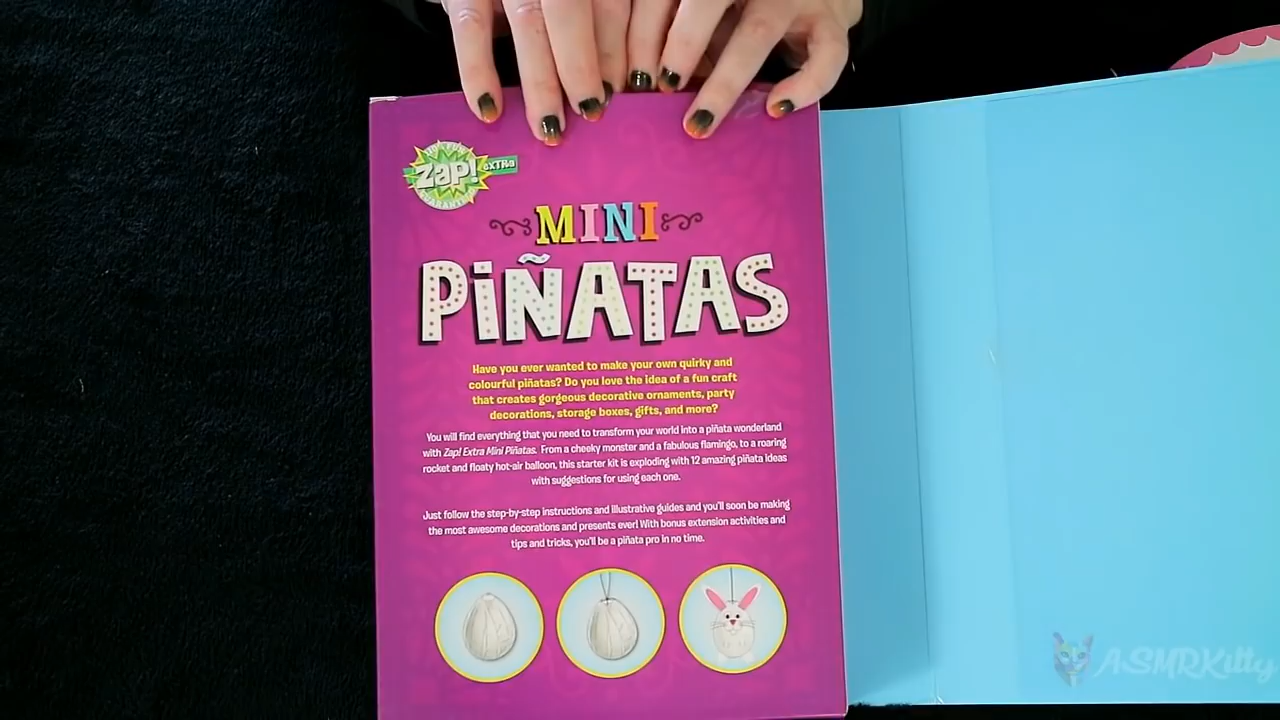 Zap! eXTRa
MINI
PiÑATAS
Have you ever wanted to make your own quirky and
colourful piñatas? Do you love the idea of a fun craft
that creates gorgeous decorative ornaments, party
decorations, storage boxes, gifts, and more?
You will find everything that you need to transform your world into a piñata wonderland
with Zap! Extra Mini Piñatas. From a cheeky monster and a fabulous flamingo, to a roaring
rocket and floaty hot-air balloon, this starter kit is exploding with 12 amazing piñata ideas
with suggestions for using each one.
Just follow the step-by-step instructions and illustrative guides and you'll soon be making
the most awesome decorations and presents ever! With bonus extension activities and
tips and tricks, you'll be a piñata pro in no time.
ASMRKitty